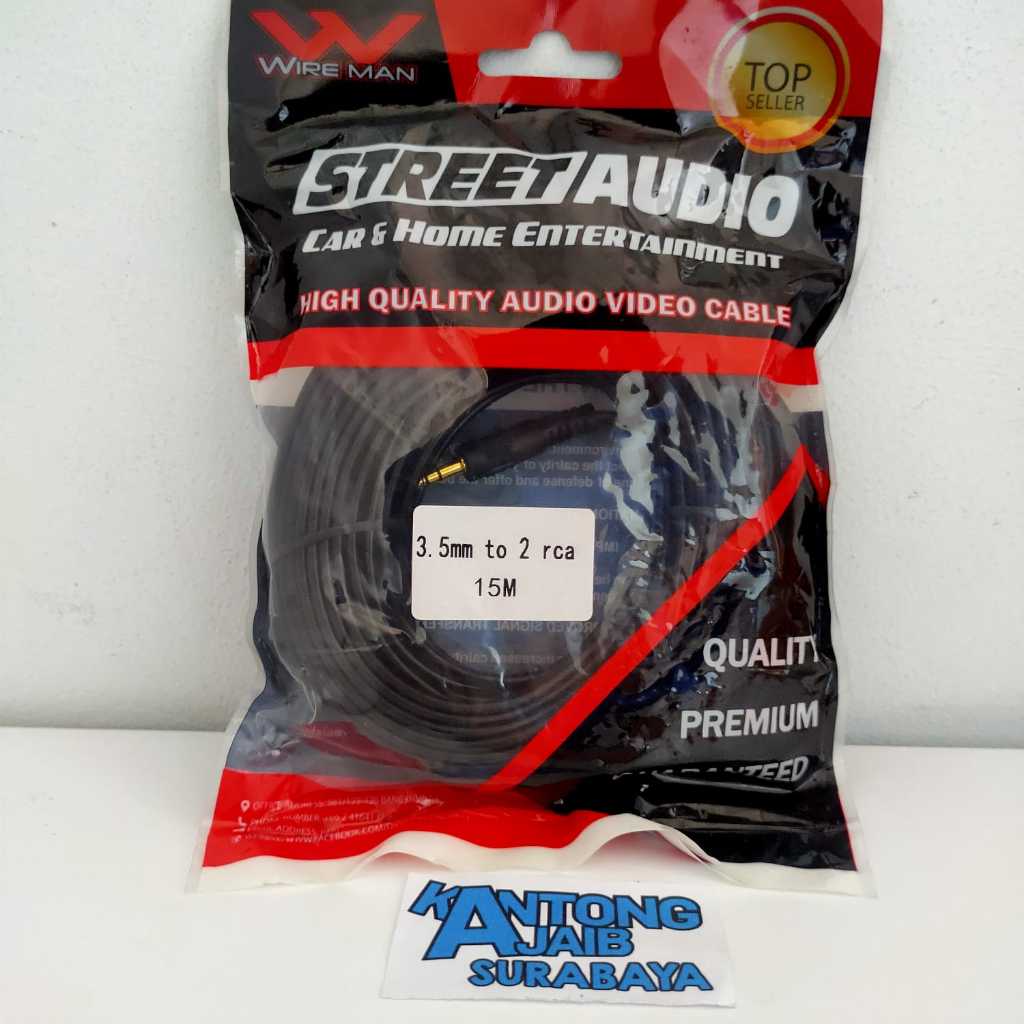 WIRE MAN
TOP
SELLER
STREET AUDIO
CAR & HOME ENTERTAINMENT
HIGH QUALITY AUDIO VIDEO CABLE
3.5mm to 2 rca
15M
QUALITY
PREMIUM
GUARANTEED
KANTONG
AJAIB
SURABAYA